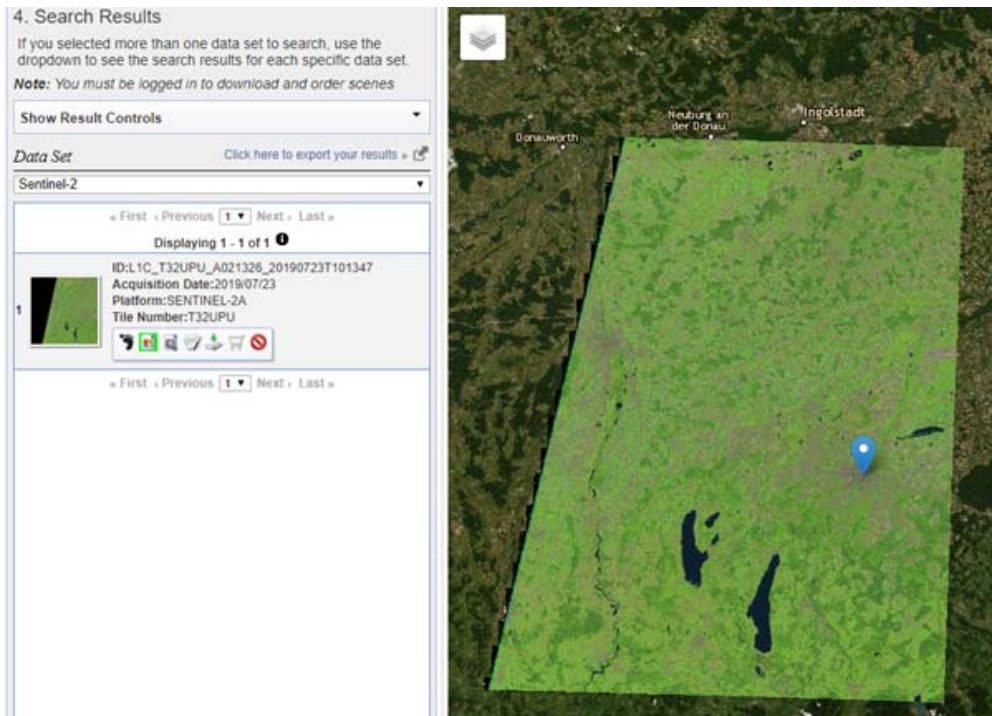 4. Search Results
If you selected more than one data set to search, use the
dropdown to see the search results for each specific data set.
Note: You must be logged in to download and order scenes
Show Result Controls
Data Set
Click here to export your results »
Sentinel-2
« First ‹ Previous 1 Next › Last »
Displaying 1 - 1 of 1
1
ID:L1C_T32UPU_A021326_20190723T101347
Acquisition Date:2019/07/23
Platform:SENTINEL-2A
Tile Number:T32UPU
« First ‹ Previous 1 Next › Last »
Donauwörth
Neuburg an
der Donau
Ingolstadt